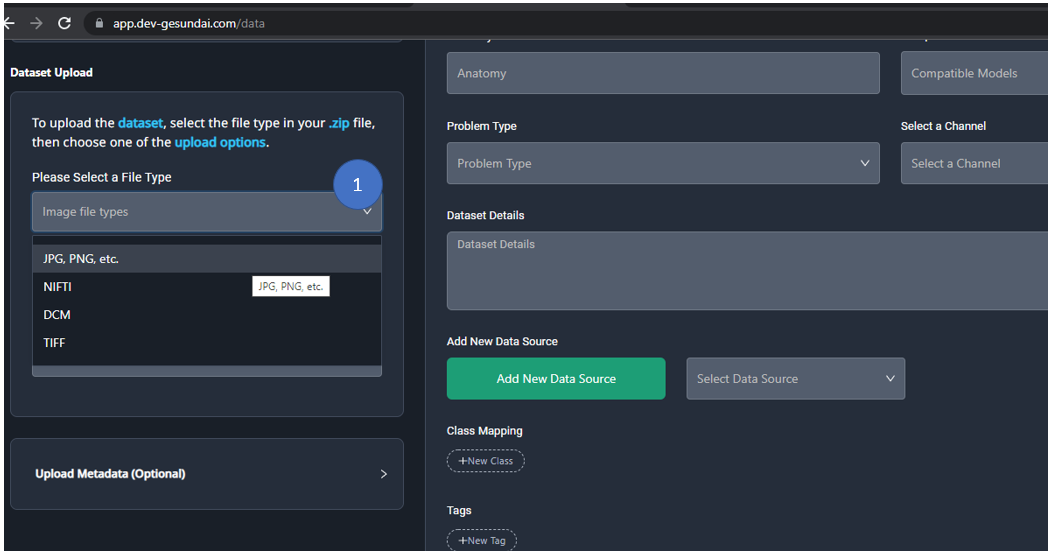 app.dev-gesundai.com/data
Dataset Upload
To upload the dataset, select the file type in your .zip file,
then choose one of the upload options.
Please Select a File Type
1
Image file types
JPG, PNG, etc.
NIFTI
JPG, PNG, etc.
DCM
TIFF
Upload Metadata (Optional)
Anatomy
Compatible Models
Problem Type
Select a Channel
Problem Type
Select a Channel
Dataset Details
Dataset Details
Add New Data Source
Add New Data Source
Select Data Source
Class Mapping
+New Class
Tags
+New Tag